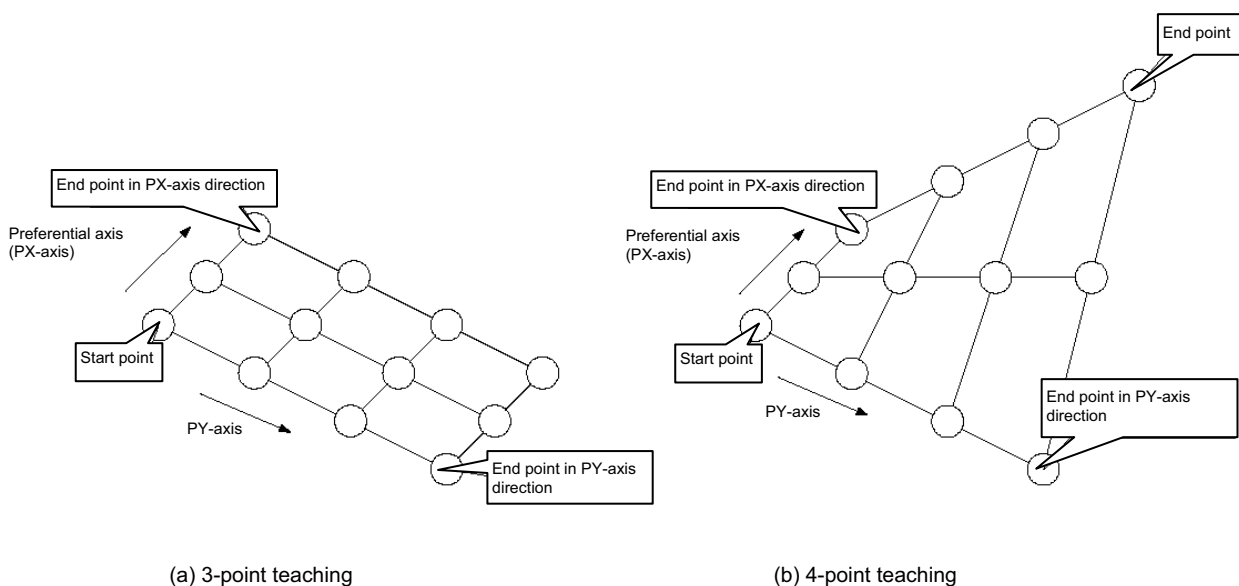 End point in PX-axis direction
Preferential axis
(PX-axis)
Start point
PY-axis
End point in PY-axis
direction
(a) 3-point teaching
End point
End point in PX-axis direction
Preferential axis
(PX-axis)
Start point
PY-axis
End point in PY-axis
direction
(b) 4-point teaching